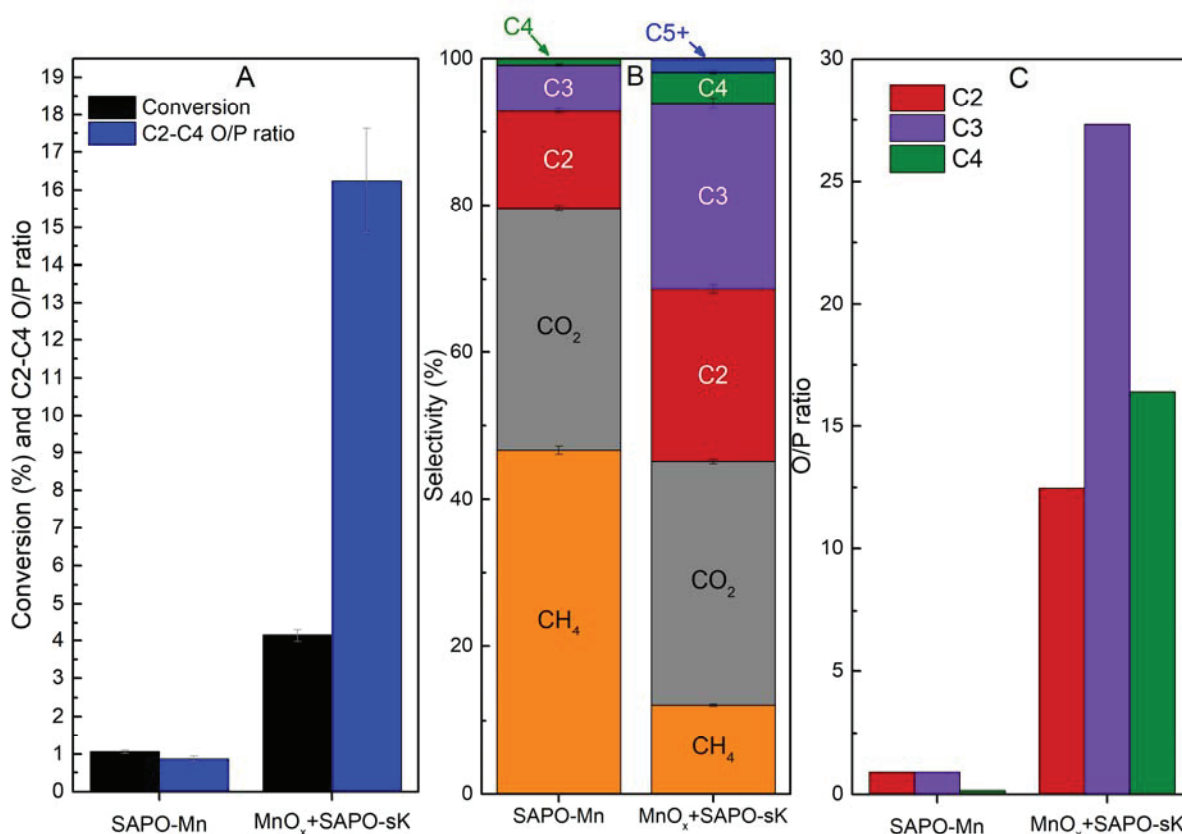 A
Conversion
C2-C4 O/P ratio
Conversion (%) and C2-C4 O/P ratio
19
18
17
16
15
14
13
12
11
10
9
8
7
6
5
4
3
2
1
0
SAPO-Mn
MnOₓ+SAPO-sK
B
C4
C5+
Selectivity (%)
100
80
60
40
20
0
C3
C2
CO₂
CH₄
C4
C3
C2
CO₂
CH₄
SAPO-Mn
MnOₓ+SAPO-sK
C
C2
C3
C4
O/P ratio
30
25
20
15
10
5
0
SAPO-Mn
MnOₓ+SAPO-sK